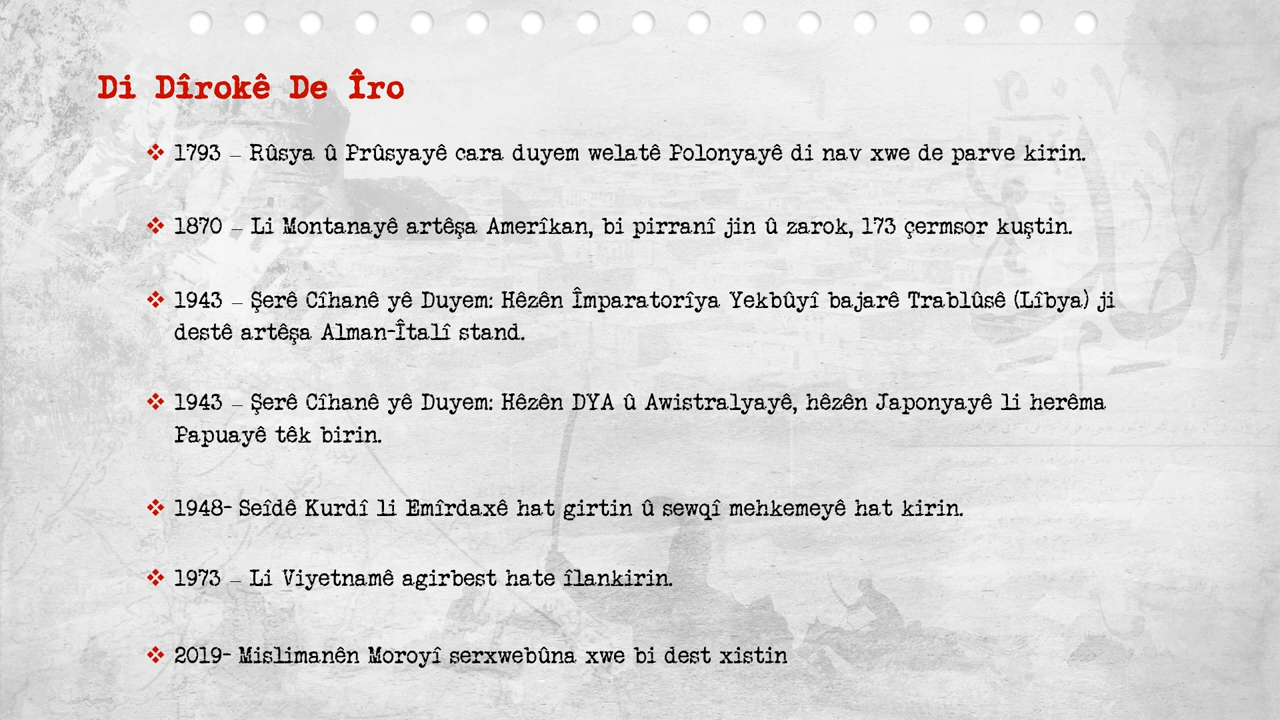 Di Dîrokê De Îro
1793 – Rûsya û Prûsyayê cara duyem welatê Polonyayê di nav xwe de parve kirin.
1870 – Li Montanayê artêşa Amerîkan, bi pirranî jin û zarok, 173 çermsor kuştin.
1943 – Şerê Cîhanê yê Duyem: Hêzên Împaratorîya Yekbûyî bajarê Trablûsê (Lîbya) ji
destê artêşa Alman-Îtalî stand.
1943 – Şerê Cîhanê yê Duyem: Hêzên DYA û Awistralyayê, hêzên Japonyayê li herêma
Papuayê têk birin.
1948- Seîdê Kurdî li Emîrdaxê hat girtin û sewqî mehkemeyê hat kirin.
1973 – Li Viyetnamê agirbest hate îlankirin.
2019- Mislimanên Moroyî serxwebûna xwe bi dest xistin